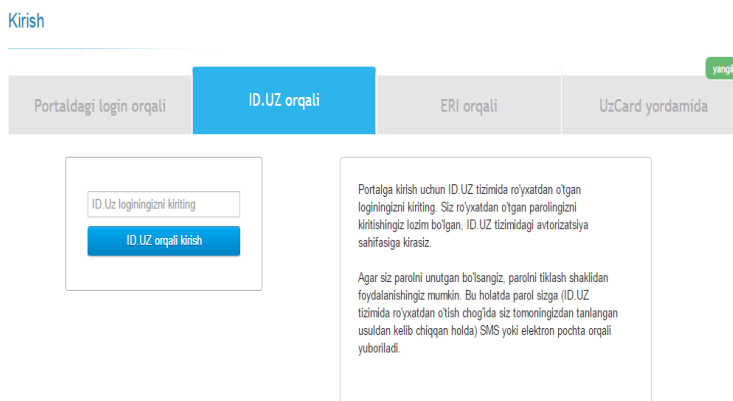 Kirish
yangi
Portaldagi login orqali
ID.UZ orqali
ERI orqali
UzCard yordamida
ID.Uz loginingizni kiriting
ID.UZ orqali kirish
Portalga kirish uchun ID.UZ tizimida ro'yxatdan o'tgan
loginingizni kiriting. Siz ro'yxatdan o'tgan parolingizni
kiritishingiz lozim bo'lgan, ID.UZ tizimidagi avtorizatsiya
sahifasiga kirasiz.
Agar siz parolni unutgan bo'lsangiz, parolni tiklash shaklidan
foydalanishingiz mumkin. Bu holatda parol sizga (ID.UZ
tizimida ro'yxatdan o'tish chog'ida siz tomoningizdan tanlangan
usuldan kelib chiqqan holda) SMS yoki elektron pochta orqali
yuboriladi.